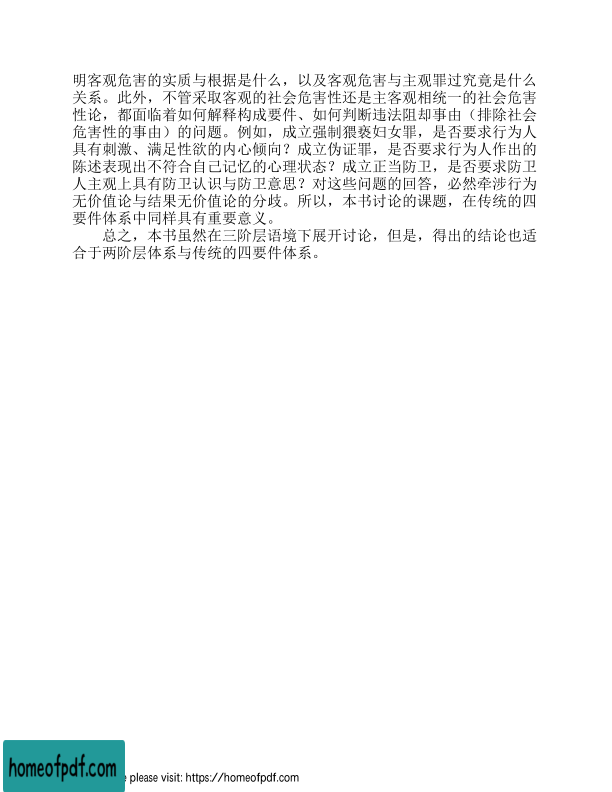 明客观危害的实质与根据是什么，以及客观危害与主观罪过究竟是什么
关系。此外，不管采取客观的社会危害性还是主客观相统一的社会危害
性论，都面临着如何解释构成要件、如何判断违法阻却事由（排除社会
危害性的事由）的问题。例如，成立强制猥亵妇女罪，是否要求行为人
具有刺激、满足性欲的内心倾向？成立伪证罪，是否要求行为人作出的
陈述表现出不符合自己记忆的心理状态？成立正当防卫，是否要求防卫
人主观上具有防卫认识与防卫意思？对这些问题的回答，必然牵涉行为
无价值论与结果无价值论的分歧。所以，本书讨论的课题，在传统的四
要件体系中同样具有重要意义。
总之，本书虽然在三阶层语境下展开讨论，但是，得出的结论也适
合于两阶层体系与传统的四要件体系。
homeofpdf.com
e please visit: https://homeofpdf.com